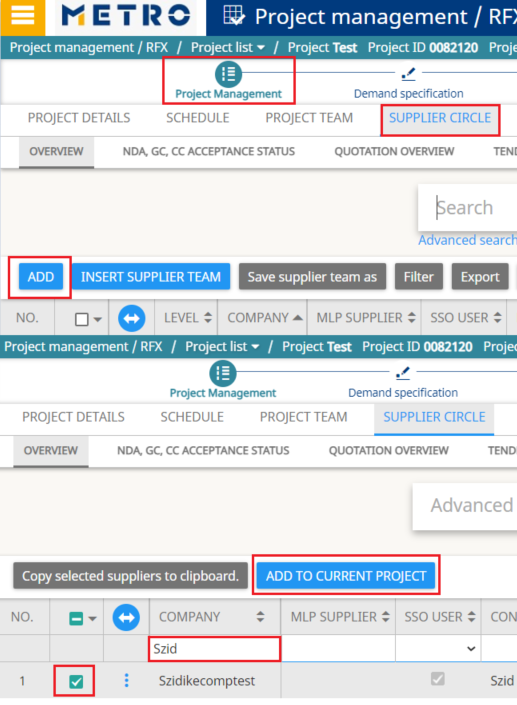 METRO Project management / RFX
Project management / RFX / Project list / Project Test Project ID 0082120 Proje
Project Management Demand specification
PROJECT DETAILS SCHEDULE PROJECT TEAM SUPPLIER CIRCLE
OVERVIEW NDA, GC, CC ACCEPTANCE STATUS QUOTATION OVERVIEW TEND
Search
Advanced search
ADD INSERT SUPPLIER TEAM Save supplier team as Filter Export
NO. LEVEL COMPANY MLP SUPPLIER SSO USER
Project management / RFX / Project list / Project Test Project ID 0082120 Projec
Project Management Demand specification
PROJECT DETAILS SCHEDULE PROJECT TEAM SUPPLIER CIRCLE
OVERVIEW NDA, GC, CC ACCEPTANCE STATUS QUOTATION OVERVIEW TEND
Advanced
Copy selected suppliers to clipboard. ADD TO CURRENT PROJECT
NO. COMPANY MLP SUPPLIER SSO USER CON
Szid
1 Szidikecomptest Szid